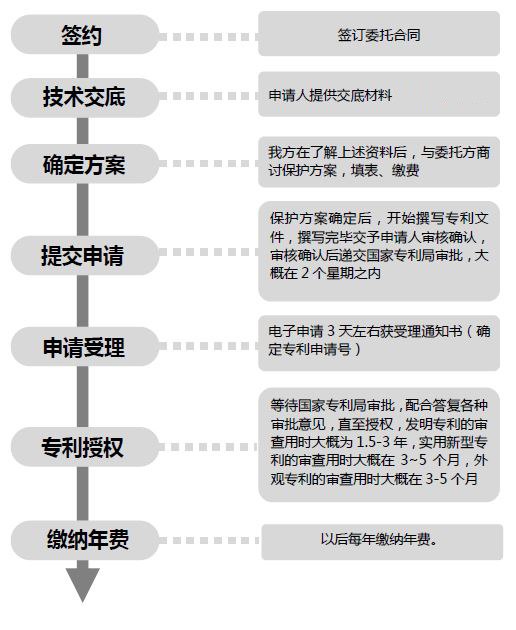 签约
签订委托合同
技术交底
申请人提供交底材料
确定方案
我方在了解上述资料后，与委托方商
讨保护方案，填表、缴费
提交申请
保护方案确定后，开始撰写专利文
件，撰写完毕交予申请人审核确认，
审核确认后递交国家专利局审批，大
概在 2 个星期之内
申请受理
电子申请 3 天左右获受理通知书（确
定专利申请号）
专利授权
等待国家专利局审批，配合答复各种
审批意见，直至授权，发明专利的审
查用时大概为 1.5-3 年，实用新型专
利的审查用时大概在 3~5 个月，外
观专利的审查用时大概在 3-5 个月
缴纳年费
以后每年缴纳年费。